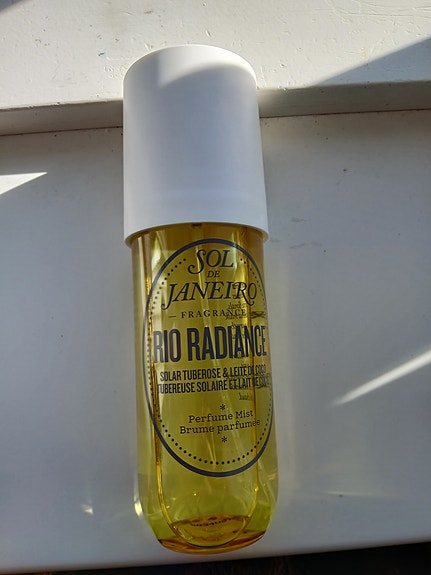 SOL
DE
JANEIRO
FRAGRANCE
RIO RADIANCE
SOLAR TUBEROSE & LEITE DE COCO
TUBEREUSE SOLAIRE ET LAIT DE COCO
Perfume Mist
Brume parfumée